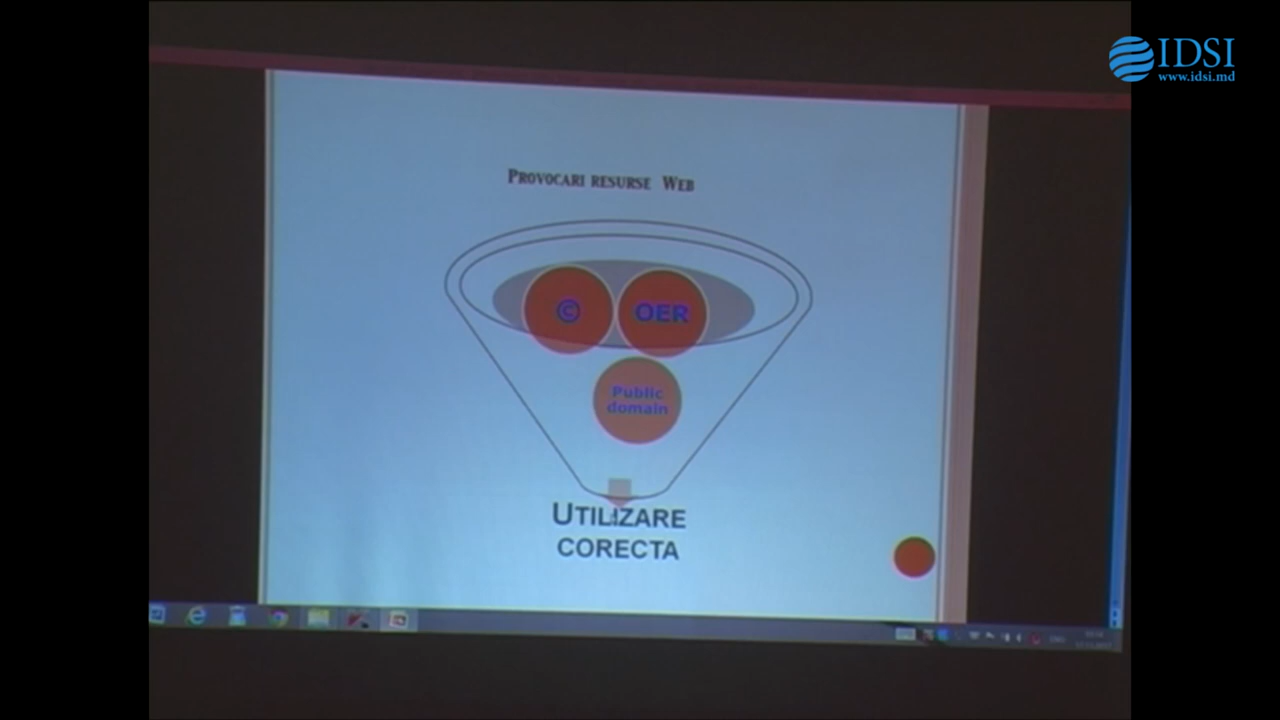 IDSI
www.idsi.md
PROVOCARI RESURSE WEB
©
OER
Public
domain
UTILIZARE
CORECTA